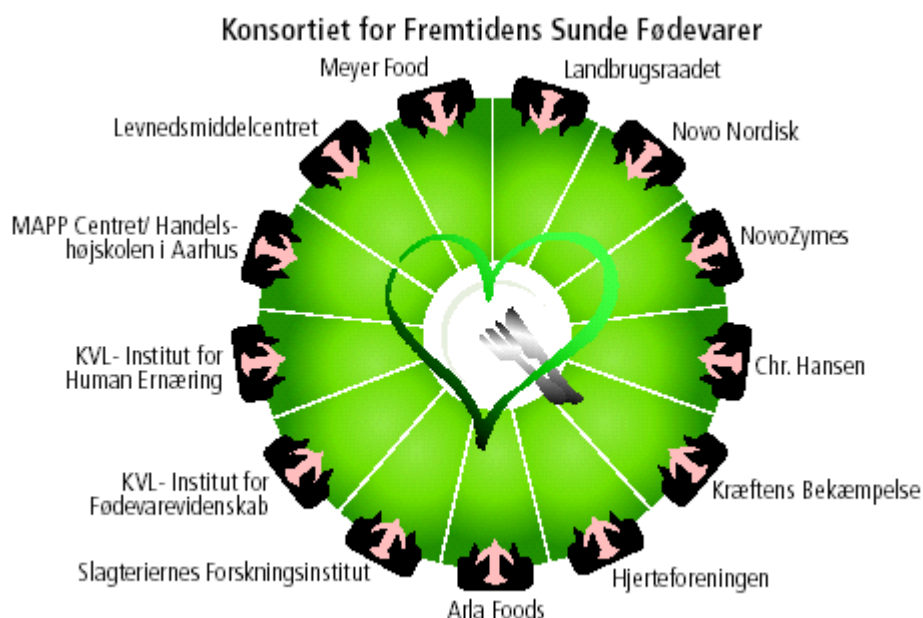 Konsortiet for Fremtidens Sunde Fødevarer
Meyer Food
Landbrugsraadet
Levnedsmiddelcentret
Novo Nordisk
MAPP Centret/ Handels-
højskolen i Aarhus
NovoZymes
KVL- Institut for
Human Ernæring
Chr. Hansen
KVL- Institut for
Fødevarevidenskab
Kræftens Bekæmpelse
Slagteriernes Forskningsinstitut
Hjerteforeningen
Arla Foods